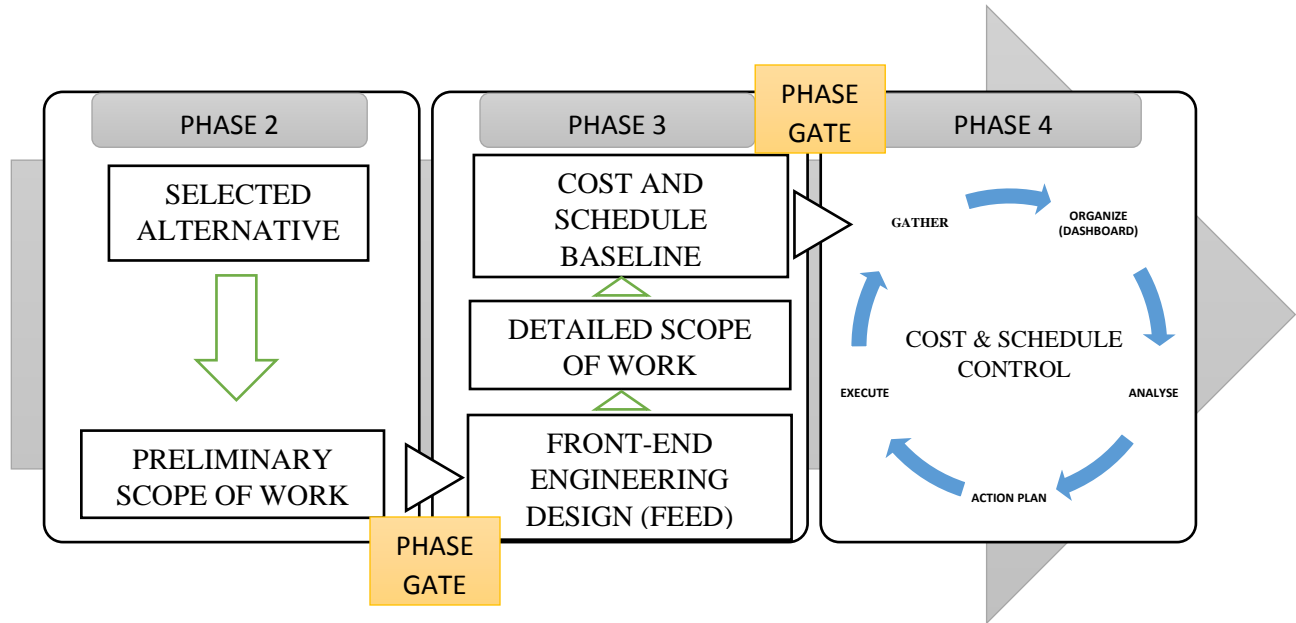 PHASE 2
SELECTED
ALTERNATIVE
PRELIMINARY
SCOPE OF WORK
PHASE
GATE
PHASE 3
COST AND
SCHEDULE
BASELINE
DETAILED SCOPE
OF WORK
FRONT-END
ENGINEERING
DESIGN (FEED)
PHASE
GATE
PHASE 4
GATHER
ORGANIZE
(DASHBOARD)
COST & SCHEDULE
CONTROL
EXECUTE
ANALYSE
ACTION PLAN